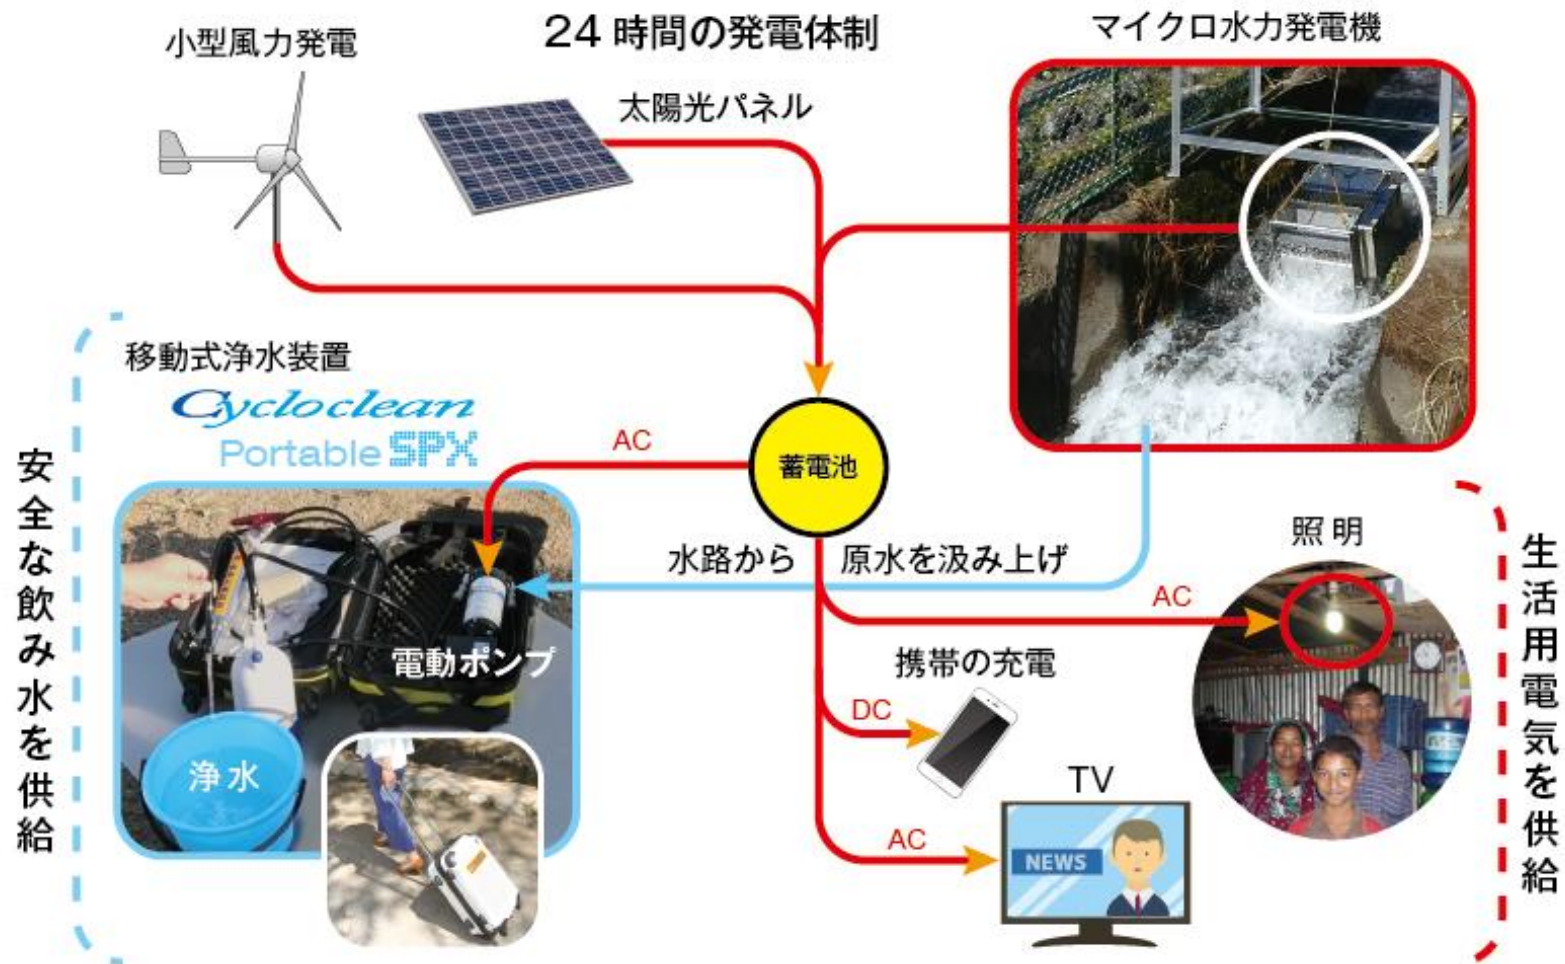 24 時間の発電体制
小型風力発電
太陽光パネル
マイクロ水力発電機
移動式浄水装置
Cycloclean
Portable SPX
AC
蓄電池
水路から 原水を汲み上げ
電動ポンプ
浄水
安全な飲み水を供給
照明
AC
携帯の充電
DC
TV
AC
NEWS
生活用電気を供給